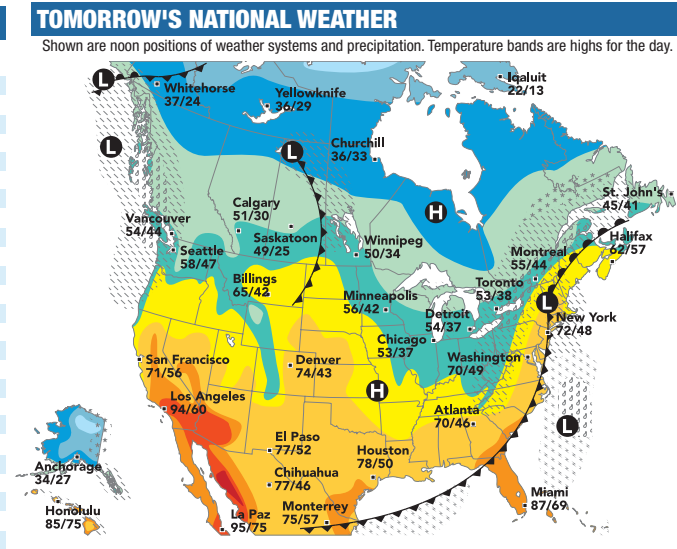 TOMORROW'S NATIONAL WEATHER
Shown are noon positions of weather systems and precipitation. Temperature bands are highs for the day.
L
Whitehorse
37/24
Yellowknife
36/29
Iqaluit
22/13
L
L
Churchill
36/33
H
St. John's
45/41
Vancouver
54/44
Calgary
51/30
Saskatoon
49/25
Winnipeg
50/34
Halifax
62/57
Seattle
58/47
Montreal
55/44
Billings
65/42
Toronto
53/38
Minneapolis
56/42
L
Detroit
54/37
New York
72/48
Chicago
53/37
San Francisco
71/56
Denver
74/43
Washington
70/49
H
Los Angeles
94/60
Atlanta
70/46
L
El Paso
77/52
Houston
78/50
Anchorage
34/27
Chihuahua
77/46
Miami
87/69
Honolulu
85/75
La Paz
95/75
Monterrey
75/57